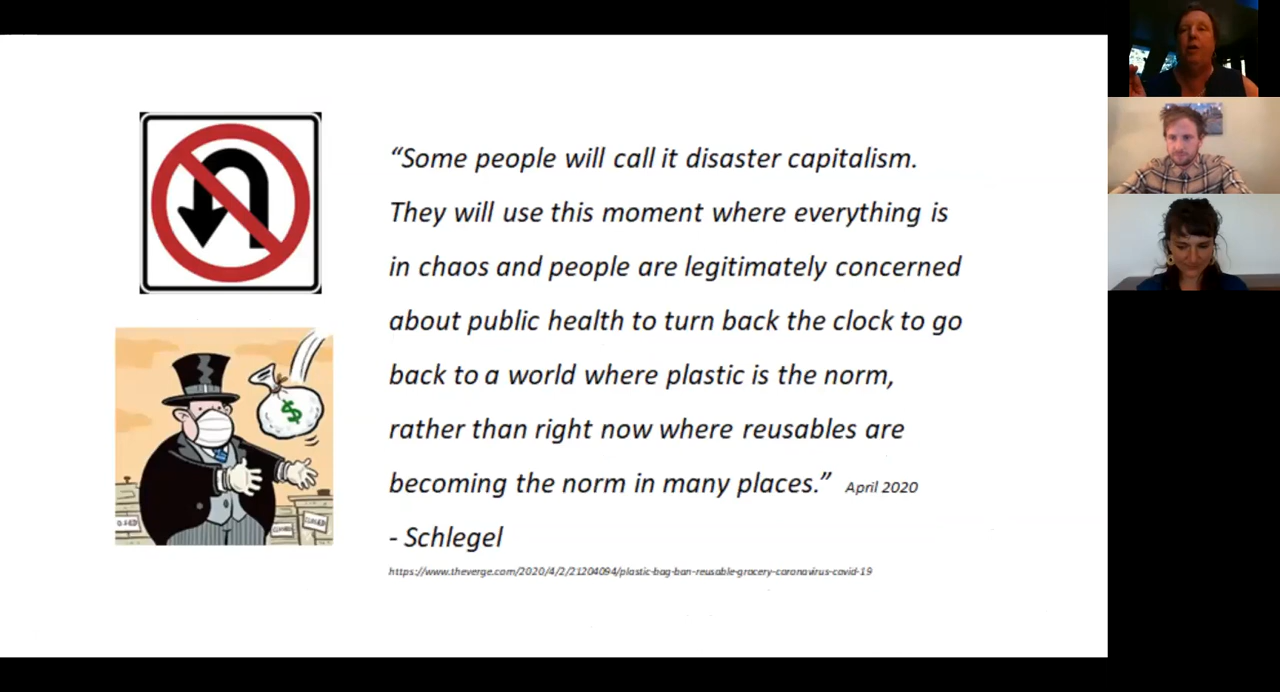 “Some people will call it disaster capitalism.
They will use this moment where everything is
in chaos and people are legitimately concerned
about public health to turn back the clock to go
back to a world where plastic is the norm,
rather than right now where reusables are
becoming the norm in many places.” April 2020
- Schlegel
https://www.theverge.com/2020/4/2/21204094/plastic-bag-ban-reusable-grocery-coronavirus-covid-19
$
CLOSED